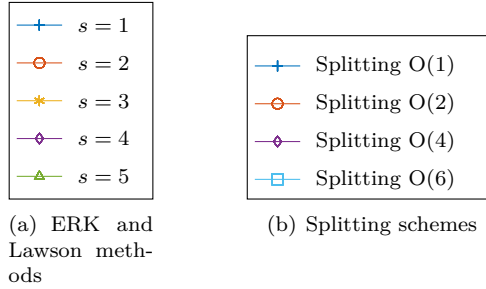 s = 1
s = 2
s = 3
s = 4
s = 5
(a) ERK and
Lawson meth-
ods
Splitting O(1)
Splitting O(2)
Splitting O(4)
Splitting O(6)
(b) Splitting schemes